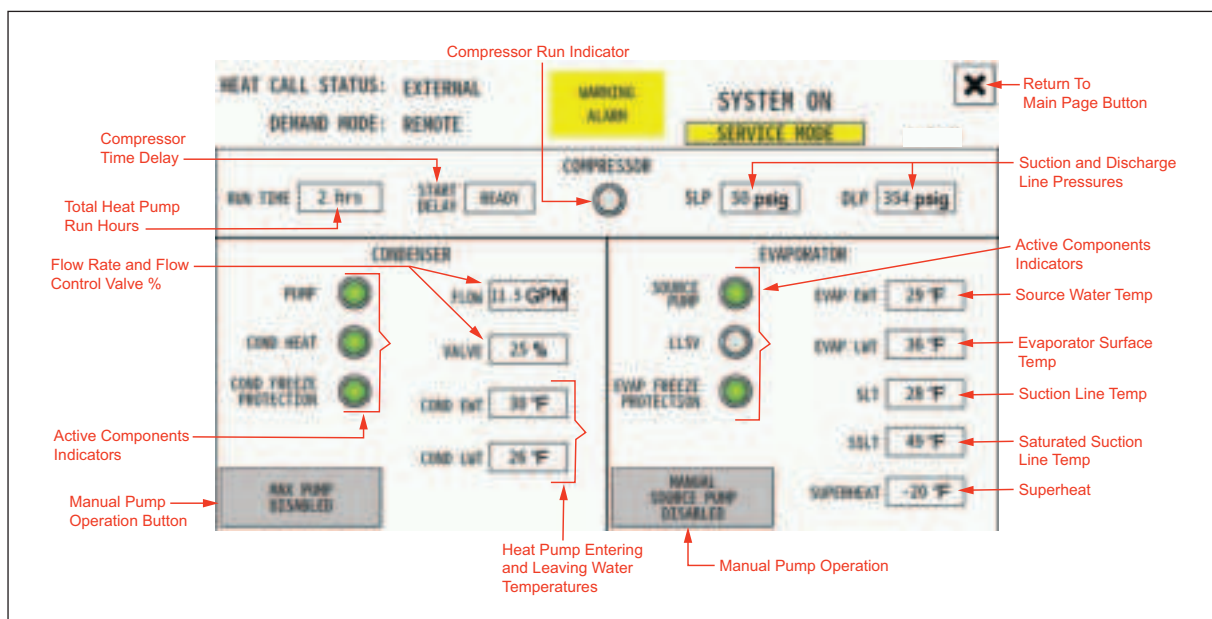 Compressor Run Indicator
HEAT CALL STATUS: EXTERNAL
DEMAND MODE: REMOTE
WARNING
ALARM
SYSTEM ON
SERVICE MODE
Return To
Main Page Button
Compressor
Time Delay
COMPRESSOR
RUN TIME 2 hrs
START
DELAY
READY
SLP 50 psig
DLP 354 psig
Suction and Discharge
Line Pressures
Total Heat Pump
Run Hours
CONDENSER
EVAPORATOR
Flow Rate and Flow
Control Valve %
Active Components
Indicators
PUMP
FLOW 11.5 GPM
SOURCE
PUMP
EVAP EWT 29 °F
Source Water Temp
COND HEAT
VALVE 25 %
LLSV
EVAP LWT 36 °F
Evaporator Surface
Temp
COND FREEZE
PROTECTION
COND EWT 30 °F
EVAP FREEZE
PROTECTION
SLT 28 °F
Suction Line Temp
Active Components
Indicators
COND LWT 26 °F
SSLT 49 °F
Saturated Suction
Line Temp
Manual Pump
Operation Button
MAX PUMP
DISABLED
MANUAL
SOURCE PUMP
DISABLED
SUPERHEAT -20 °F
Superheat
Heat Pump Entering
and Leaving Water
Temperatures
Manual Pump Operation